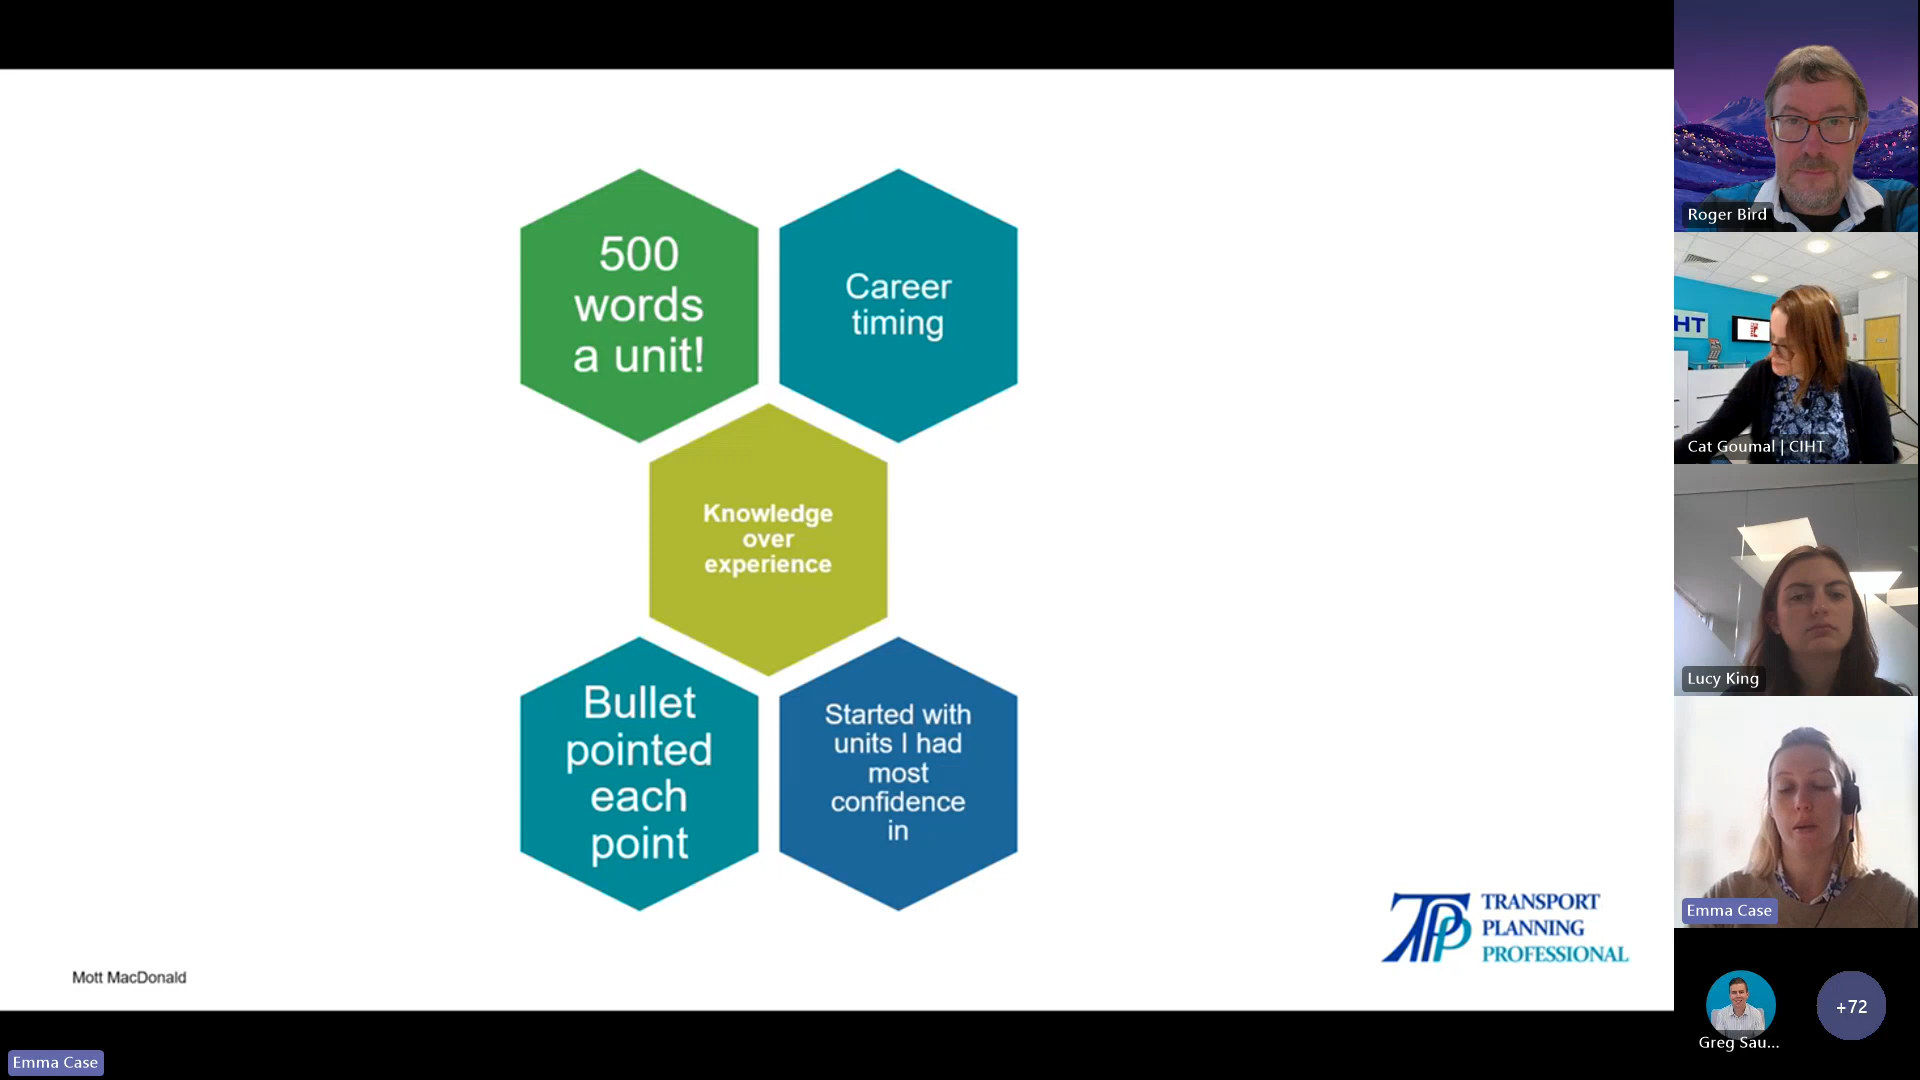 500
words
a unit!
Career
timing
Knowledge
over
experience
Bullet
pointed
each
point
Started with
units I had
most
confidence
in
TPP
TRANSPORT
PLANNING
PROFESSIONAL
Mott MacDonald
Emma Case
Roger Bird
HT
Cat Goumal | CIHT
Lucy King
Emma Case
Greg Sau...
+72